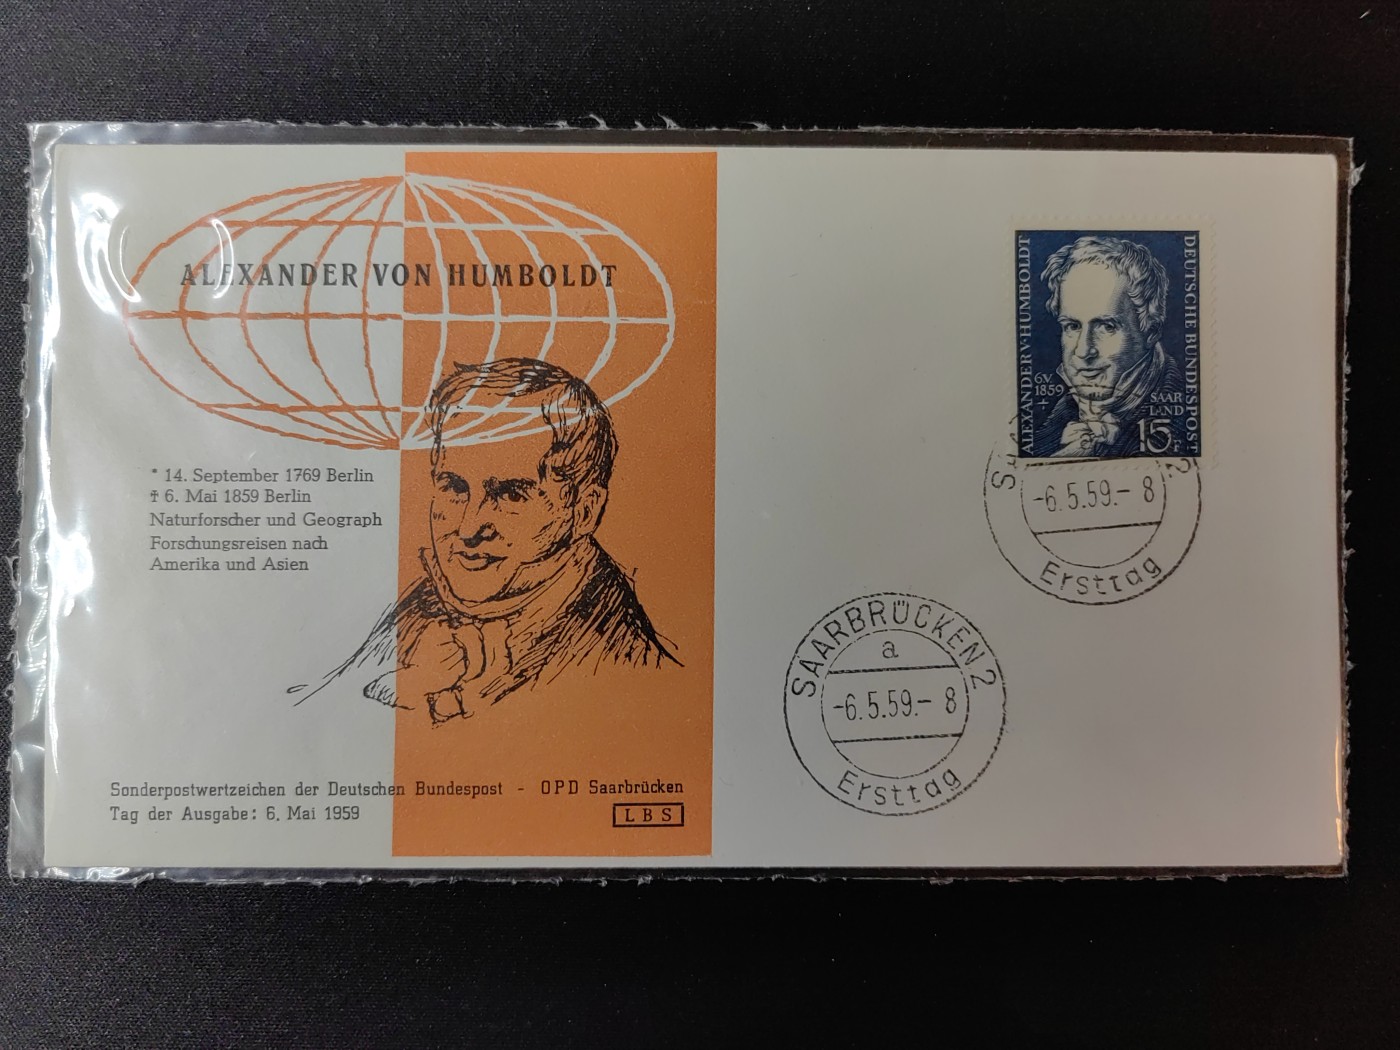 ALEXANDER VON HUMBOLDT
* 14. September 1769 Berlin
‡ 6. Mai 1859 Berlin
Naturforscher und Geograph
Forschungsreisen nach
Amerika und Asien
Sonderpostwertzeichen der Deutschen Bundespost - OPD Saarbrücken
Tag der Ausgabe: 6. Mai 1959
LBS
ALEXANDER V·HUMBOLDT
DEUTSCHE BUNDESPOST
6.V.
1859
+
SAAR
LAND
15 F
a
-6.5.59.- 8
Ersttag
SAARBRÜCKEN 2
a
-6.5.59.- 8
Ersttag